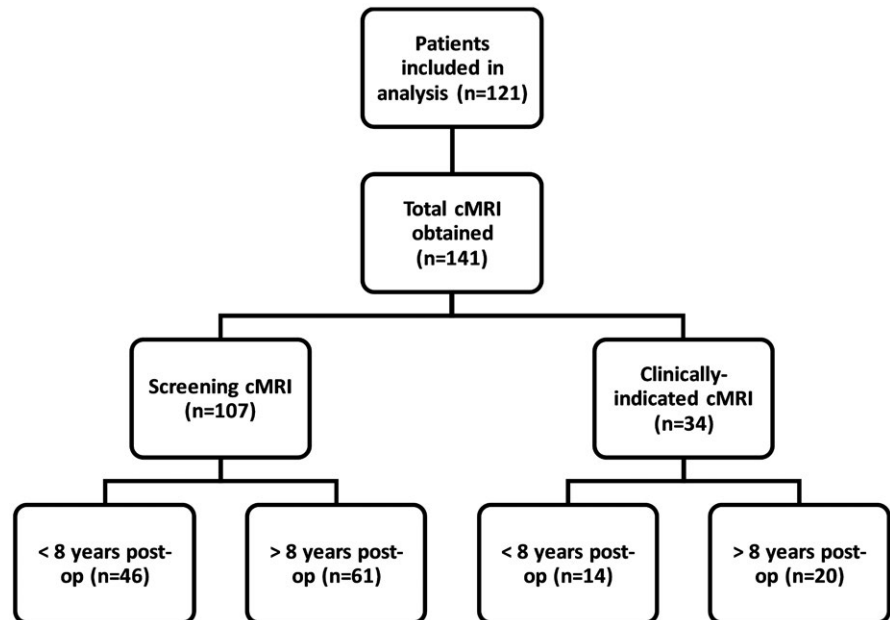 Patients
included in
analysis (n=121)
Total cMRI
obtained
(n=141)
Screening cMRI
(n=107)
Clinically-
indicated cMRI
(n=34)
< 8 years post-
op (n=46)
> 8 years post-
op (n=61)
< 8 years post-
op (n=14)
> 8 years post-
op (n=20)